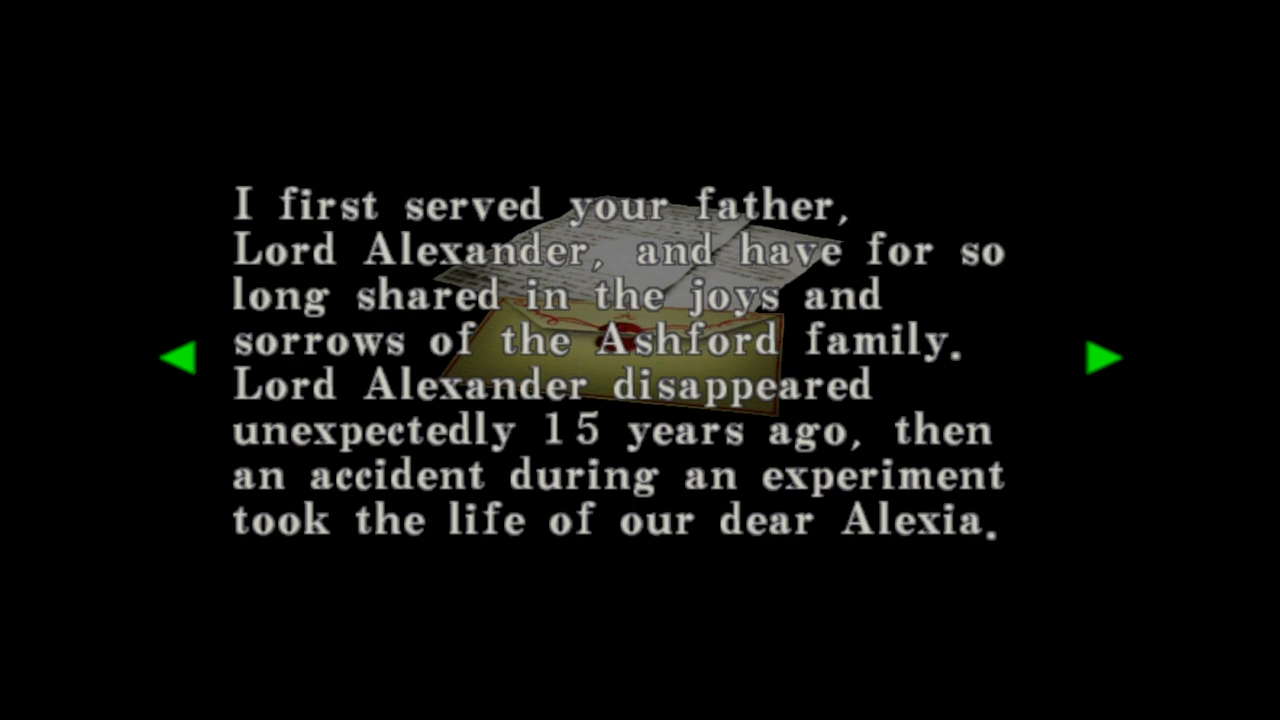 I first served your father,
Lord Alexander, and have for so
long shared in the joys and
sorrows of the Ashford family.
Lord Alexander disappeared
unexpectedly 15 years ago, then
an accident during an experiment
took the life of our dear Alexia.